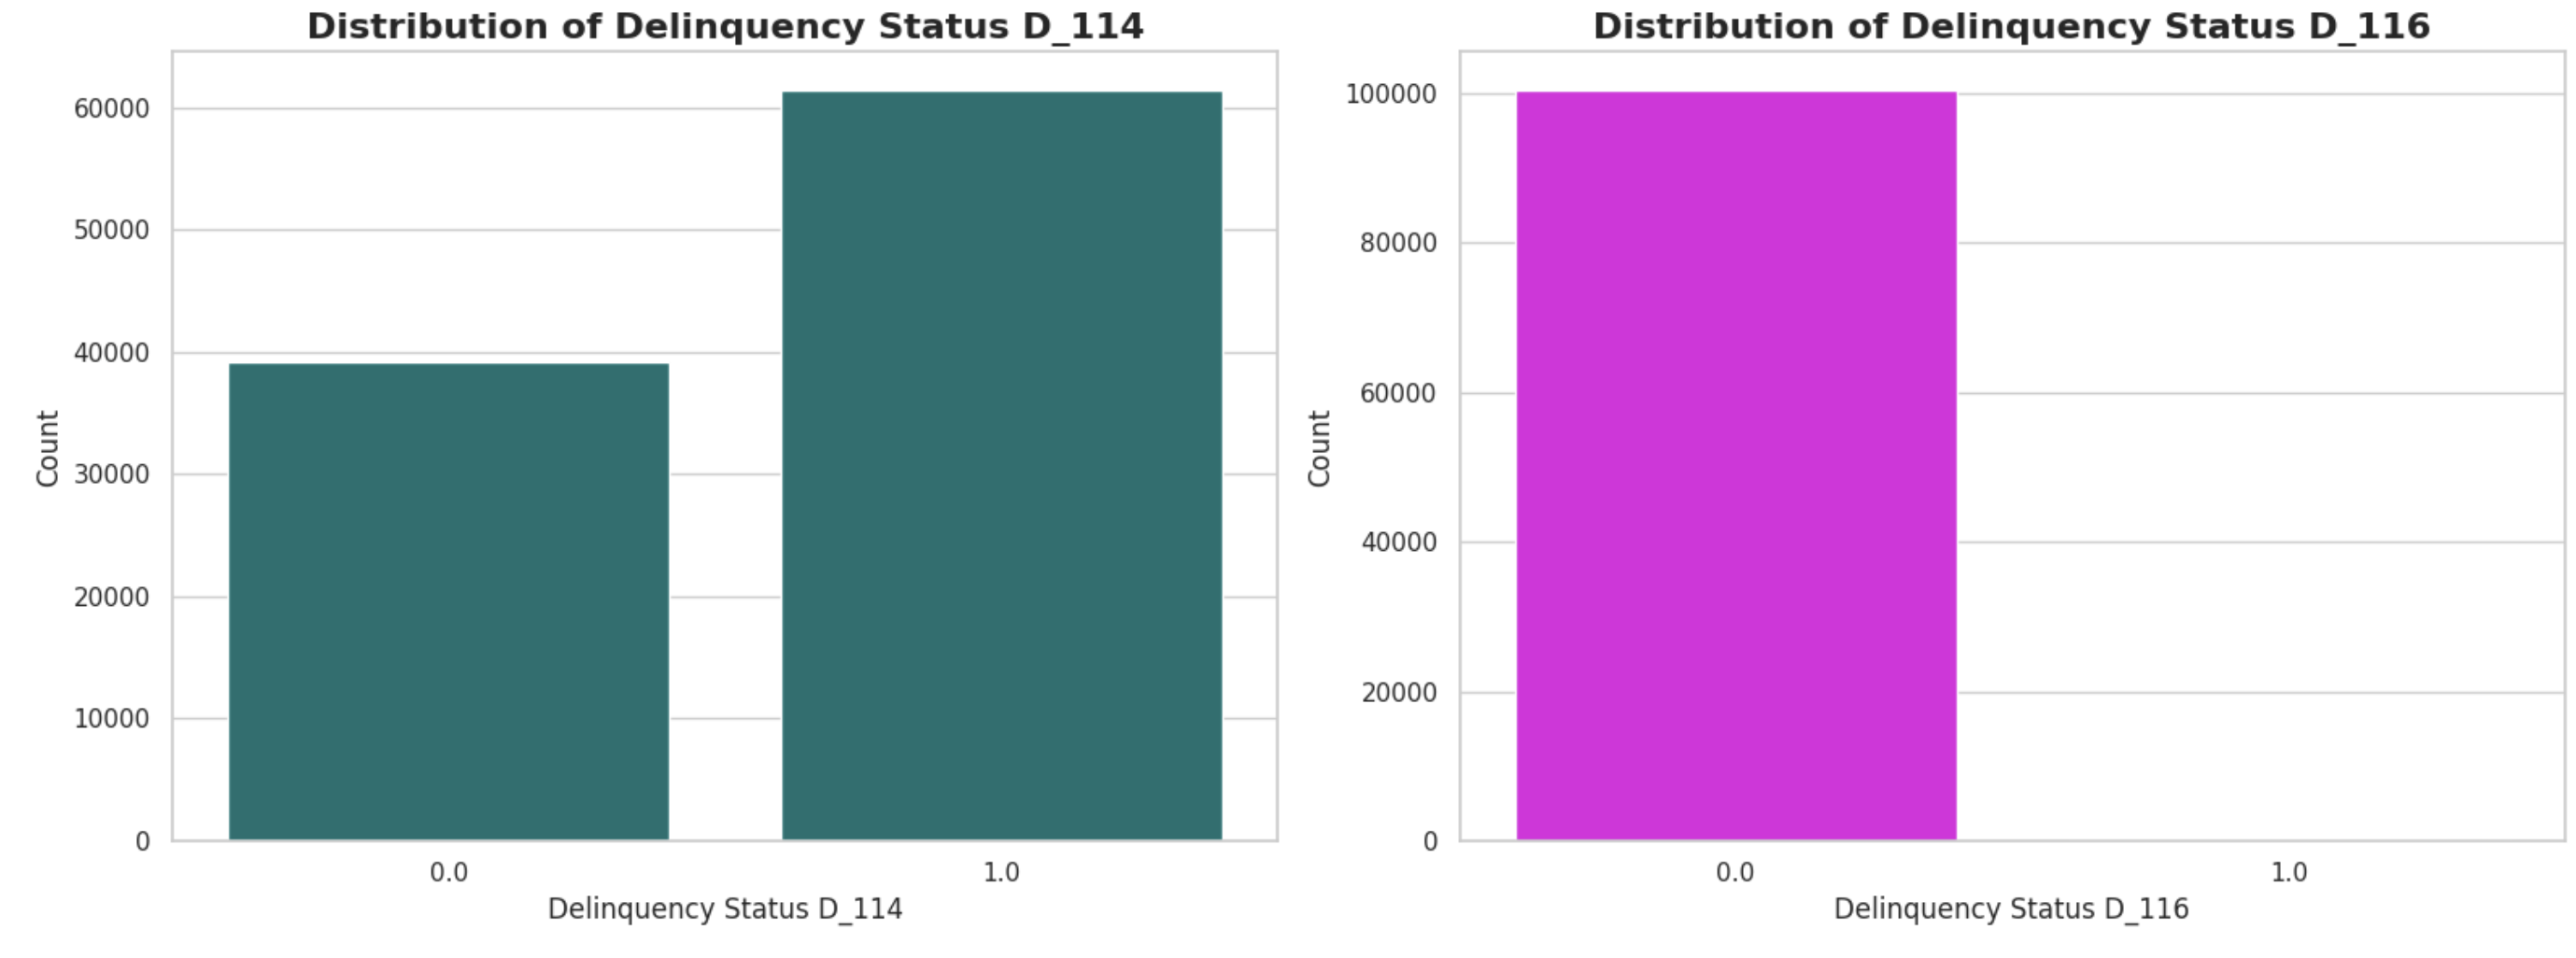 Distribution of Delinquency Status D_114
60000
50000
40000
30000
20000
10000
0
Count
0.0 1.0
Delinquency Status D_114
Distribution of Delinquency Status D_116
100000
80000
60000
40000
20000
0
Count
0.0 1.0
Delinquency Status D_116